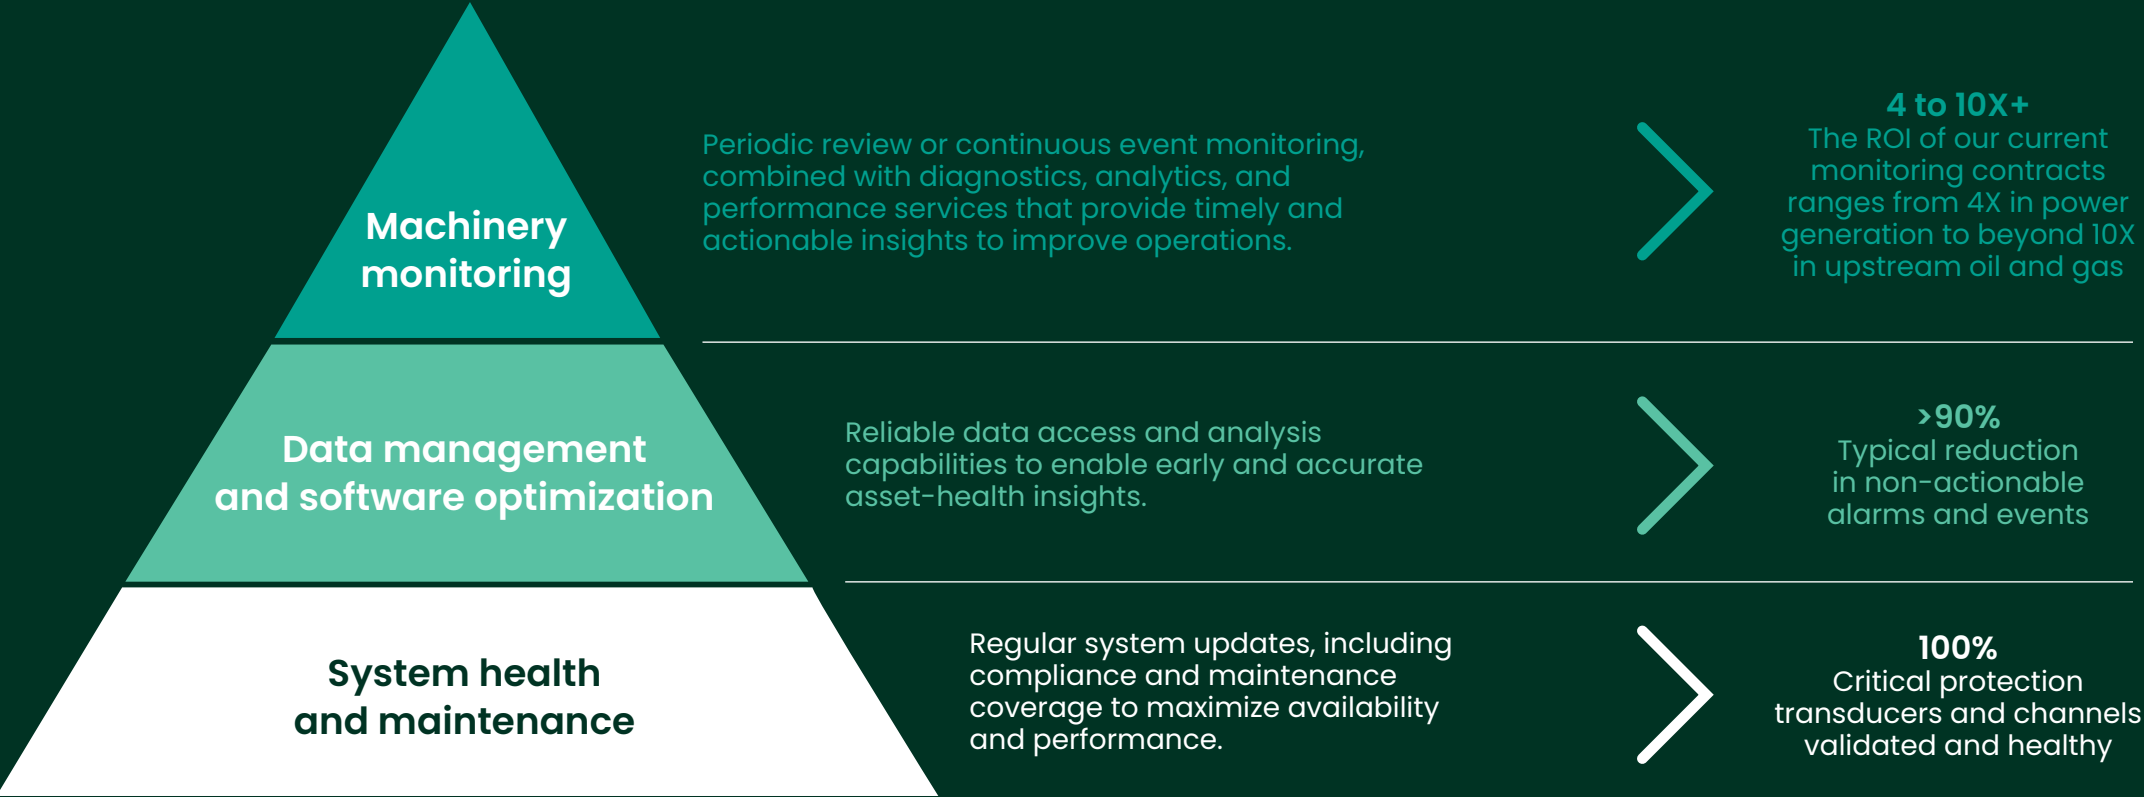 Machinery
monitoring
Periodic review or continuous event monitoring,
combined with diagnostics, analytics, and
performance services that provide timely and
actionable insights to improve operations.
4 to 10X+
The ROI of our current
monitoring contracts
ranges from 4X in power
generation to beyond 10X
in upstream oil and gas
Data management
and software optimization
Reliable data access and analysis
capabilities to enable early and accurate
asset-health insights.
>90%
Typical reduction
in non-actionable
alarms and events
System health
and maintenance
Regular system updates, including
compliance and maintenance
coverage to maximize availability
and performance.
100%
Critical protection
transducers and channels
validated and healthy